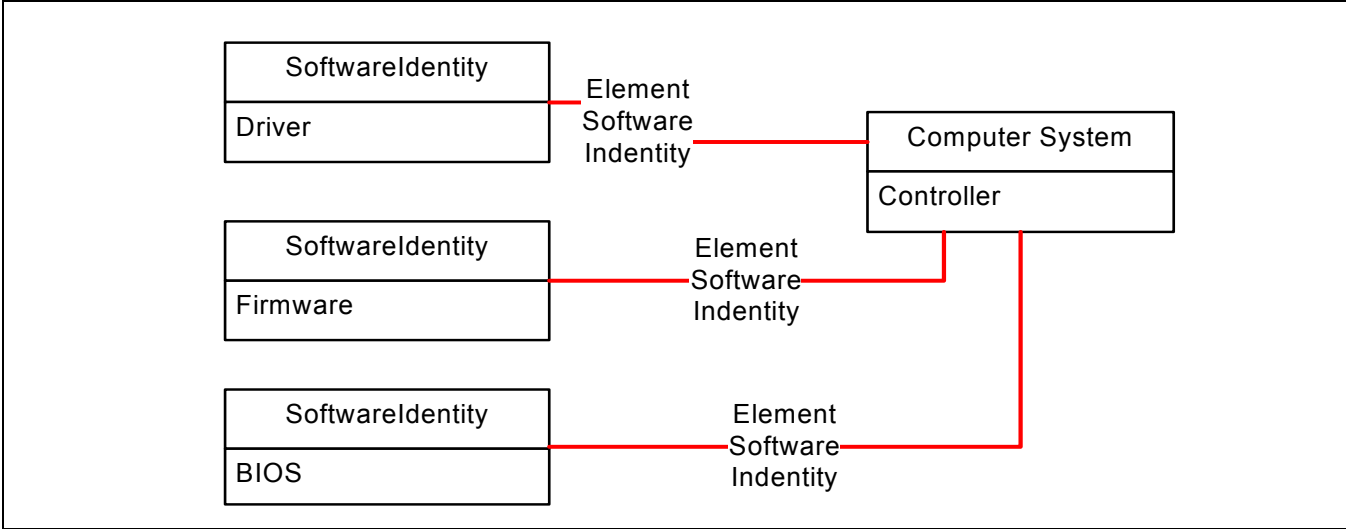 SoftwareIdentity
Driver
Element
Software
Indentity
Computer System
Controller
SoftwareIdentity
Firmware
Element
Software
Indentity
SoftwareIdentity
BIOS
Element
Software
Indentity